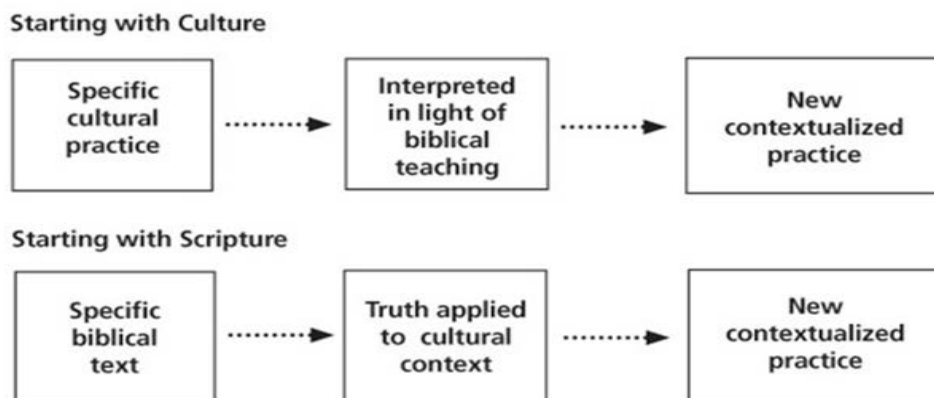 Starting with Culture
Specific
cultural
practice
Interpreted
in light of
biblical
teaching
New
contextualized
practice
Starting with Scripture
Specific
biblical
text
Truth applied
to cultural
context
New
contextualized
practice